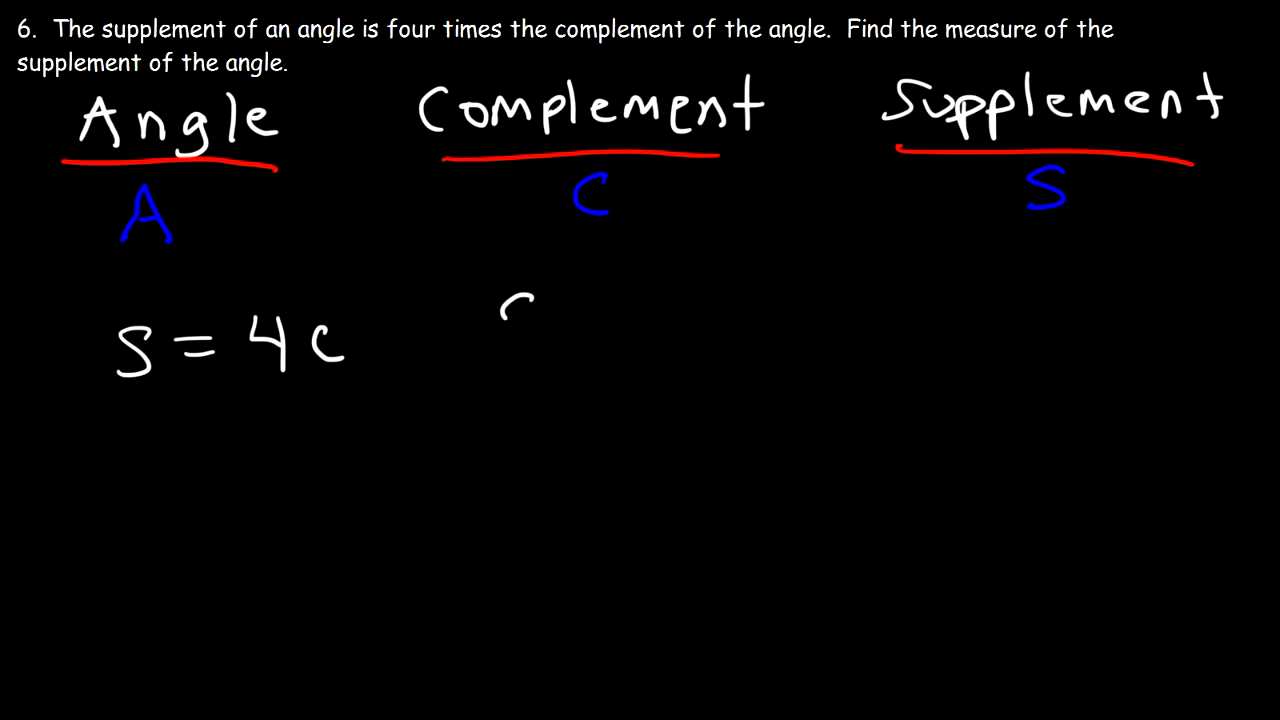 6. The supplement of an angle is four times the complement of the angle. Find the measure of the
supplement of the angle.
Angle Complement Supplement
A C S
S = 4C